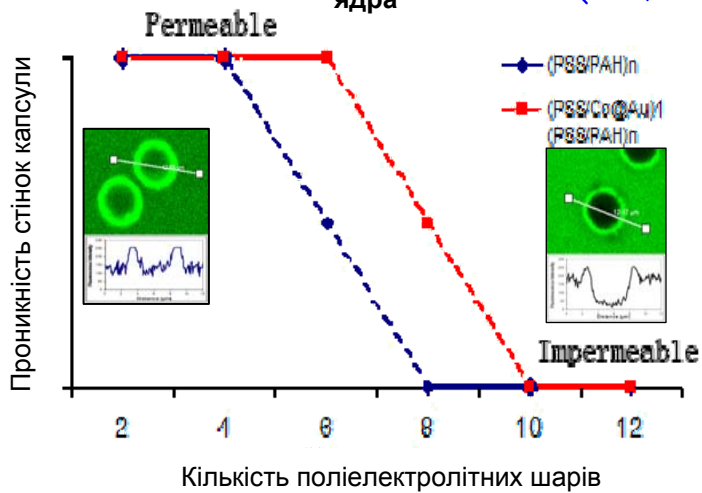 ядра
Permeable
(PSS/PAH)n
(PSS/Co@Au)1
(PSS/PAH)n
Проникність стінок капсули
Impermeable
2 4 6 8 10 12
Кількість поліелектролітних шарів